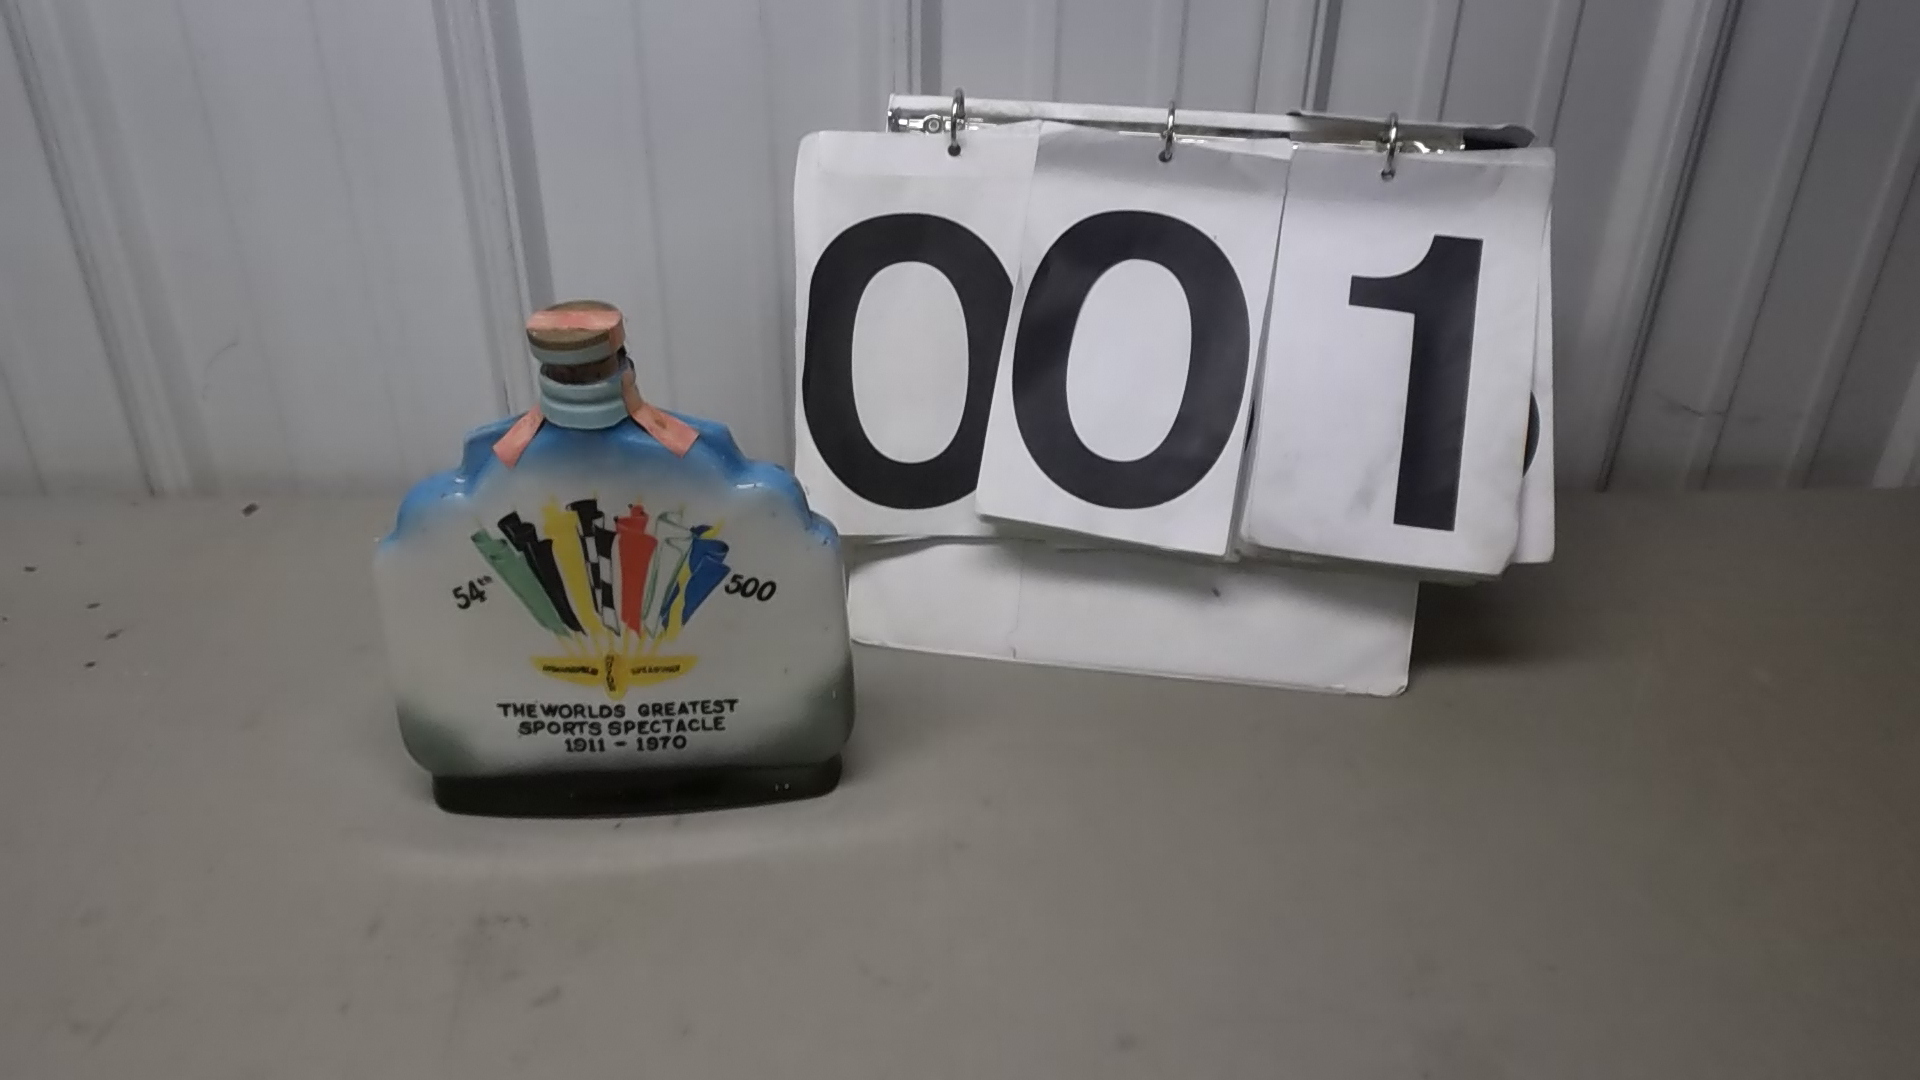 001
54th 500
THE WORLDS GREATEST
SPORTS SPECTACLE
1911 - 1970